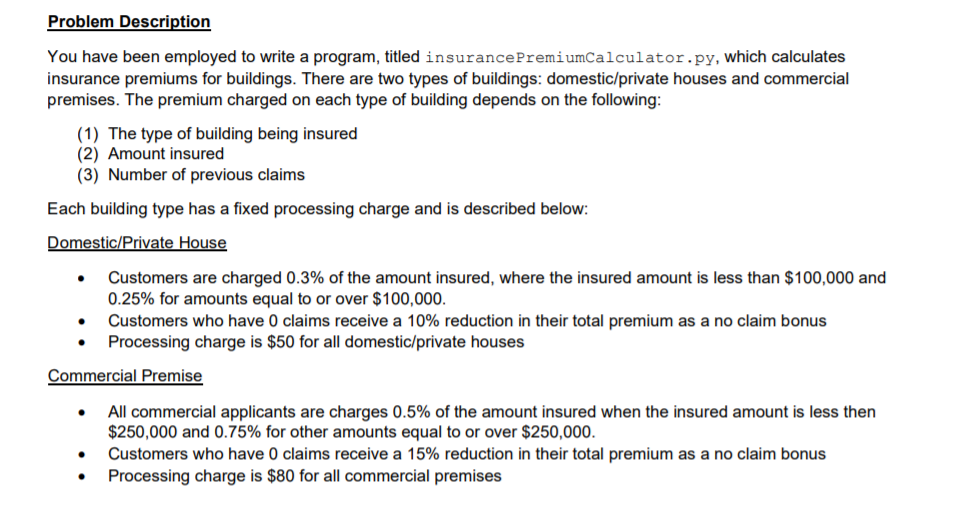 Problem Description
You have been employed to write a program, titled insurancePremiumCalculator.py, which calculates
insurance premiums for buildings. There are two types of buildings: domestic/private houses and commercial
premises. The premium charged on each type of building depends on the following:
(1) The type of building being insured
(2) Amount insured
(3) Number of previous claims
Each building type has a fixed processing charge and is described below:
Domestic/Private House
• Customers are charged 0.3% of the amount insured, where the insured amount is less than $100,000 and
0.25% for amounts equal to or over $100,000.
• Customers who have 0 claims receive a 10% reduction in their total premium as a no claim bonus
• Processing charge is $50 for all domestic/private houses
Commercial Premise
• All commercial applicants are charges 0.5% of the amount insured when the insured amount is less then
$250,000 and 0.75% for other amounts equal to or over $250,000.
• Customers who have 0 claims receive a 15% reduction in their total premium as a no claim bonus
• Processing charge is $80 for all commercial premises